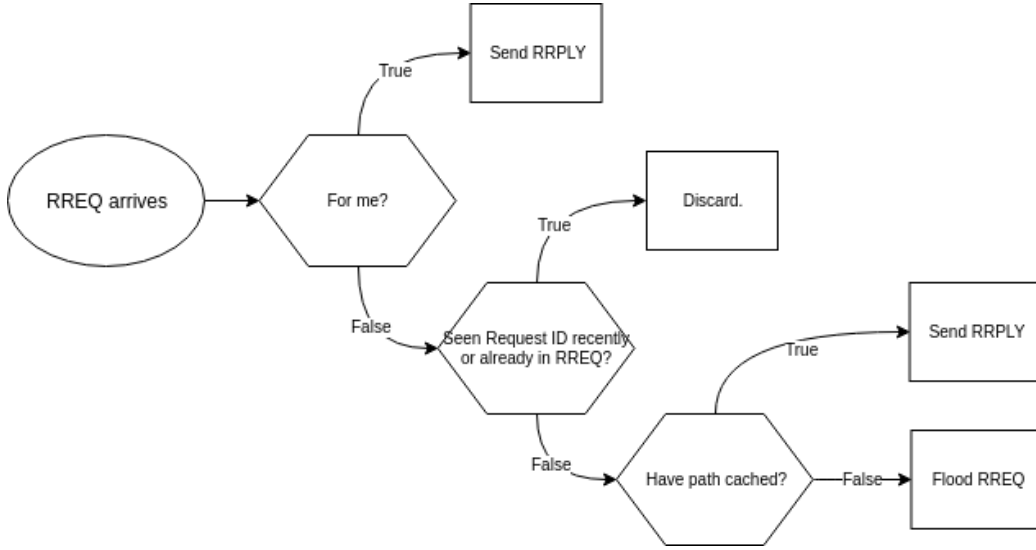 Send RRPLY
True
RREQ arrives
For me?
Discard.
True
False
Seen Request ID recently
or already in RREQ?
Send RRPLY
True
False
Have path cached?
False
Flood RREQ